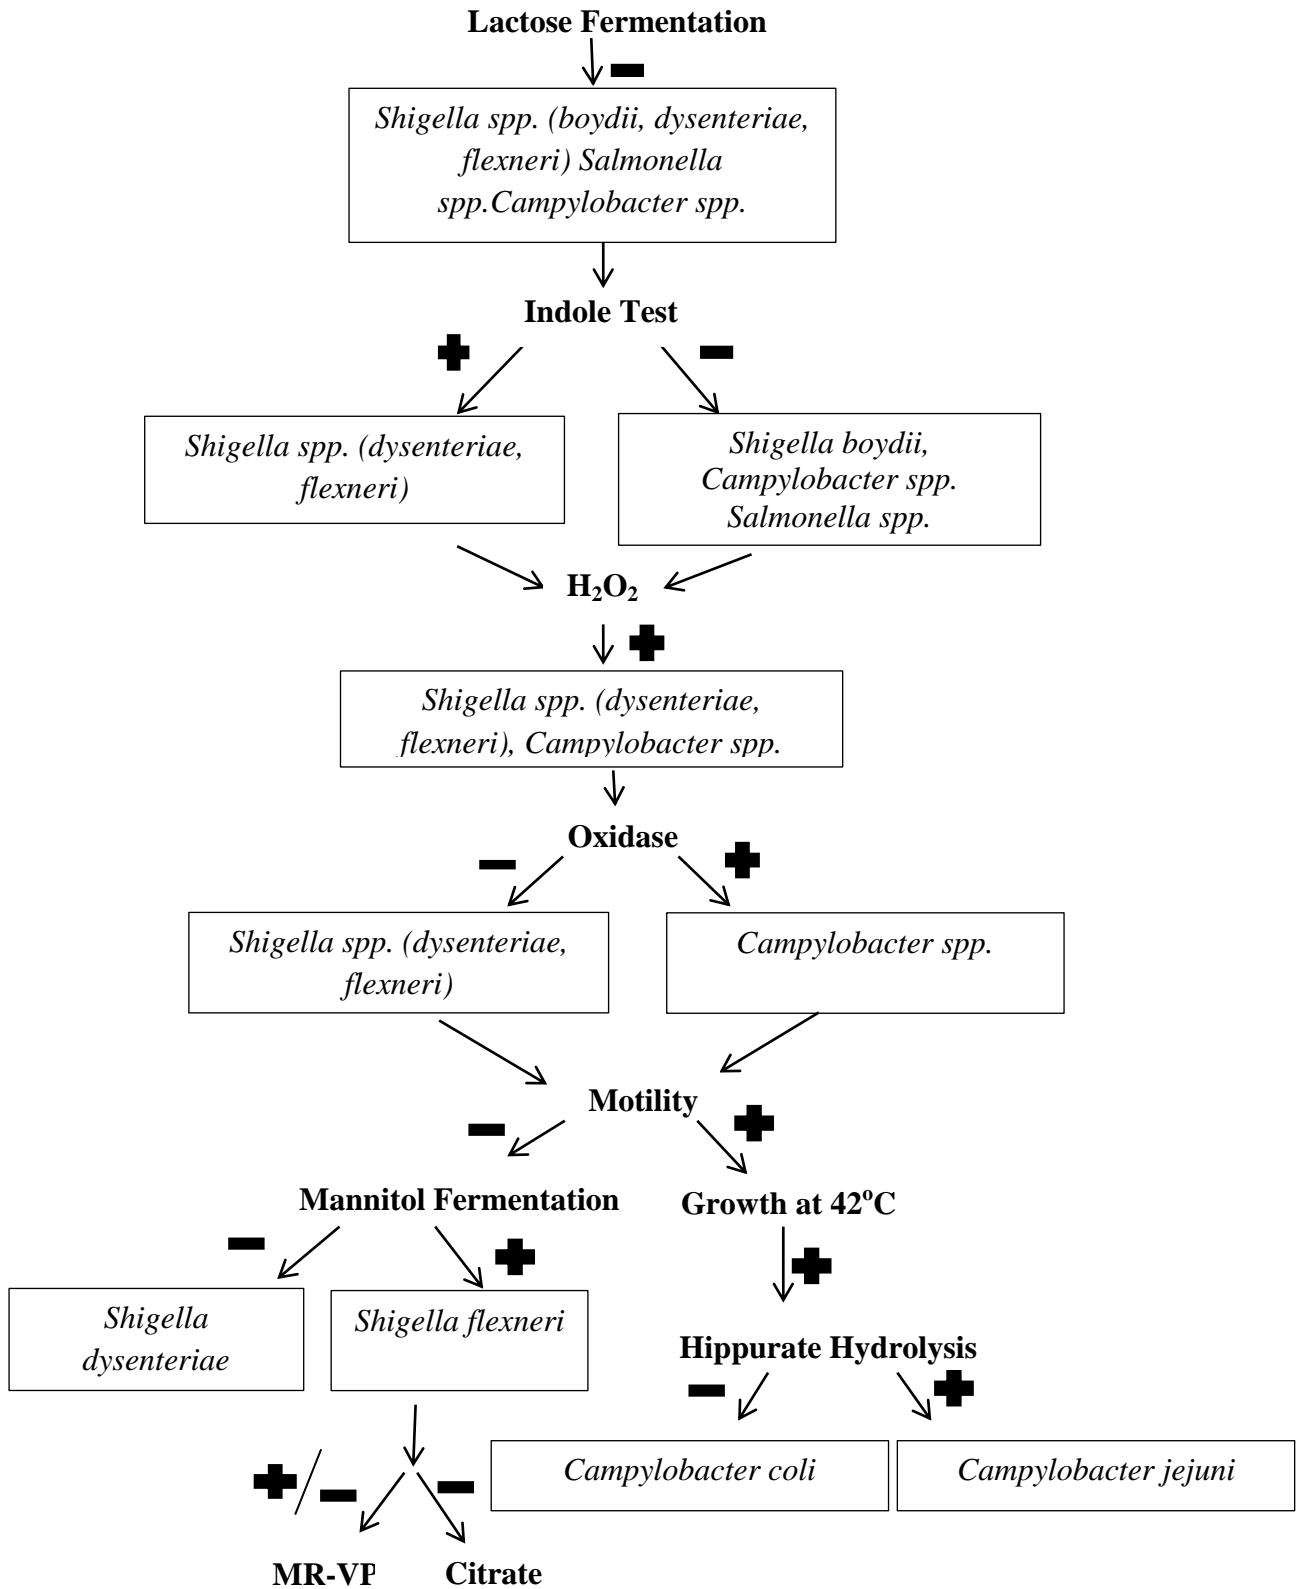 Lactose Fermentation
Shigella spp. (boydii, dysenteriae,
flexneri) Salmonella
spp.Campylobacter spp.
Indole Test
Shigella spp. (dysenteriae,
flexneri)
Shigella boydii,
Campylobacter spp.
Salmonella spp.
H₂O₂
Shigella spp. (dysenteriae,
flexneri), Campylobacter spp.
Oxidase
Shigella spp. (dysenteriae,
flexneri)
Campylobacter spp.
Motility
Mannitol Fermentation
Growth at 42°C
Shigella
dysenteriae
Shigella flexneri
Hippurate Hydrolysis
Campylobacter coli
Campylobacter jejuni
MR-VP
Citrate